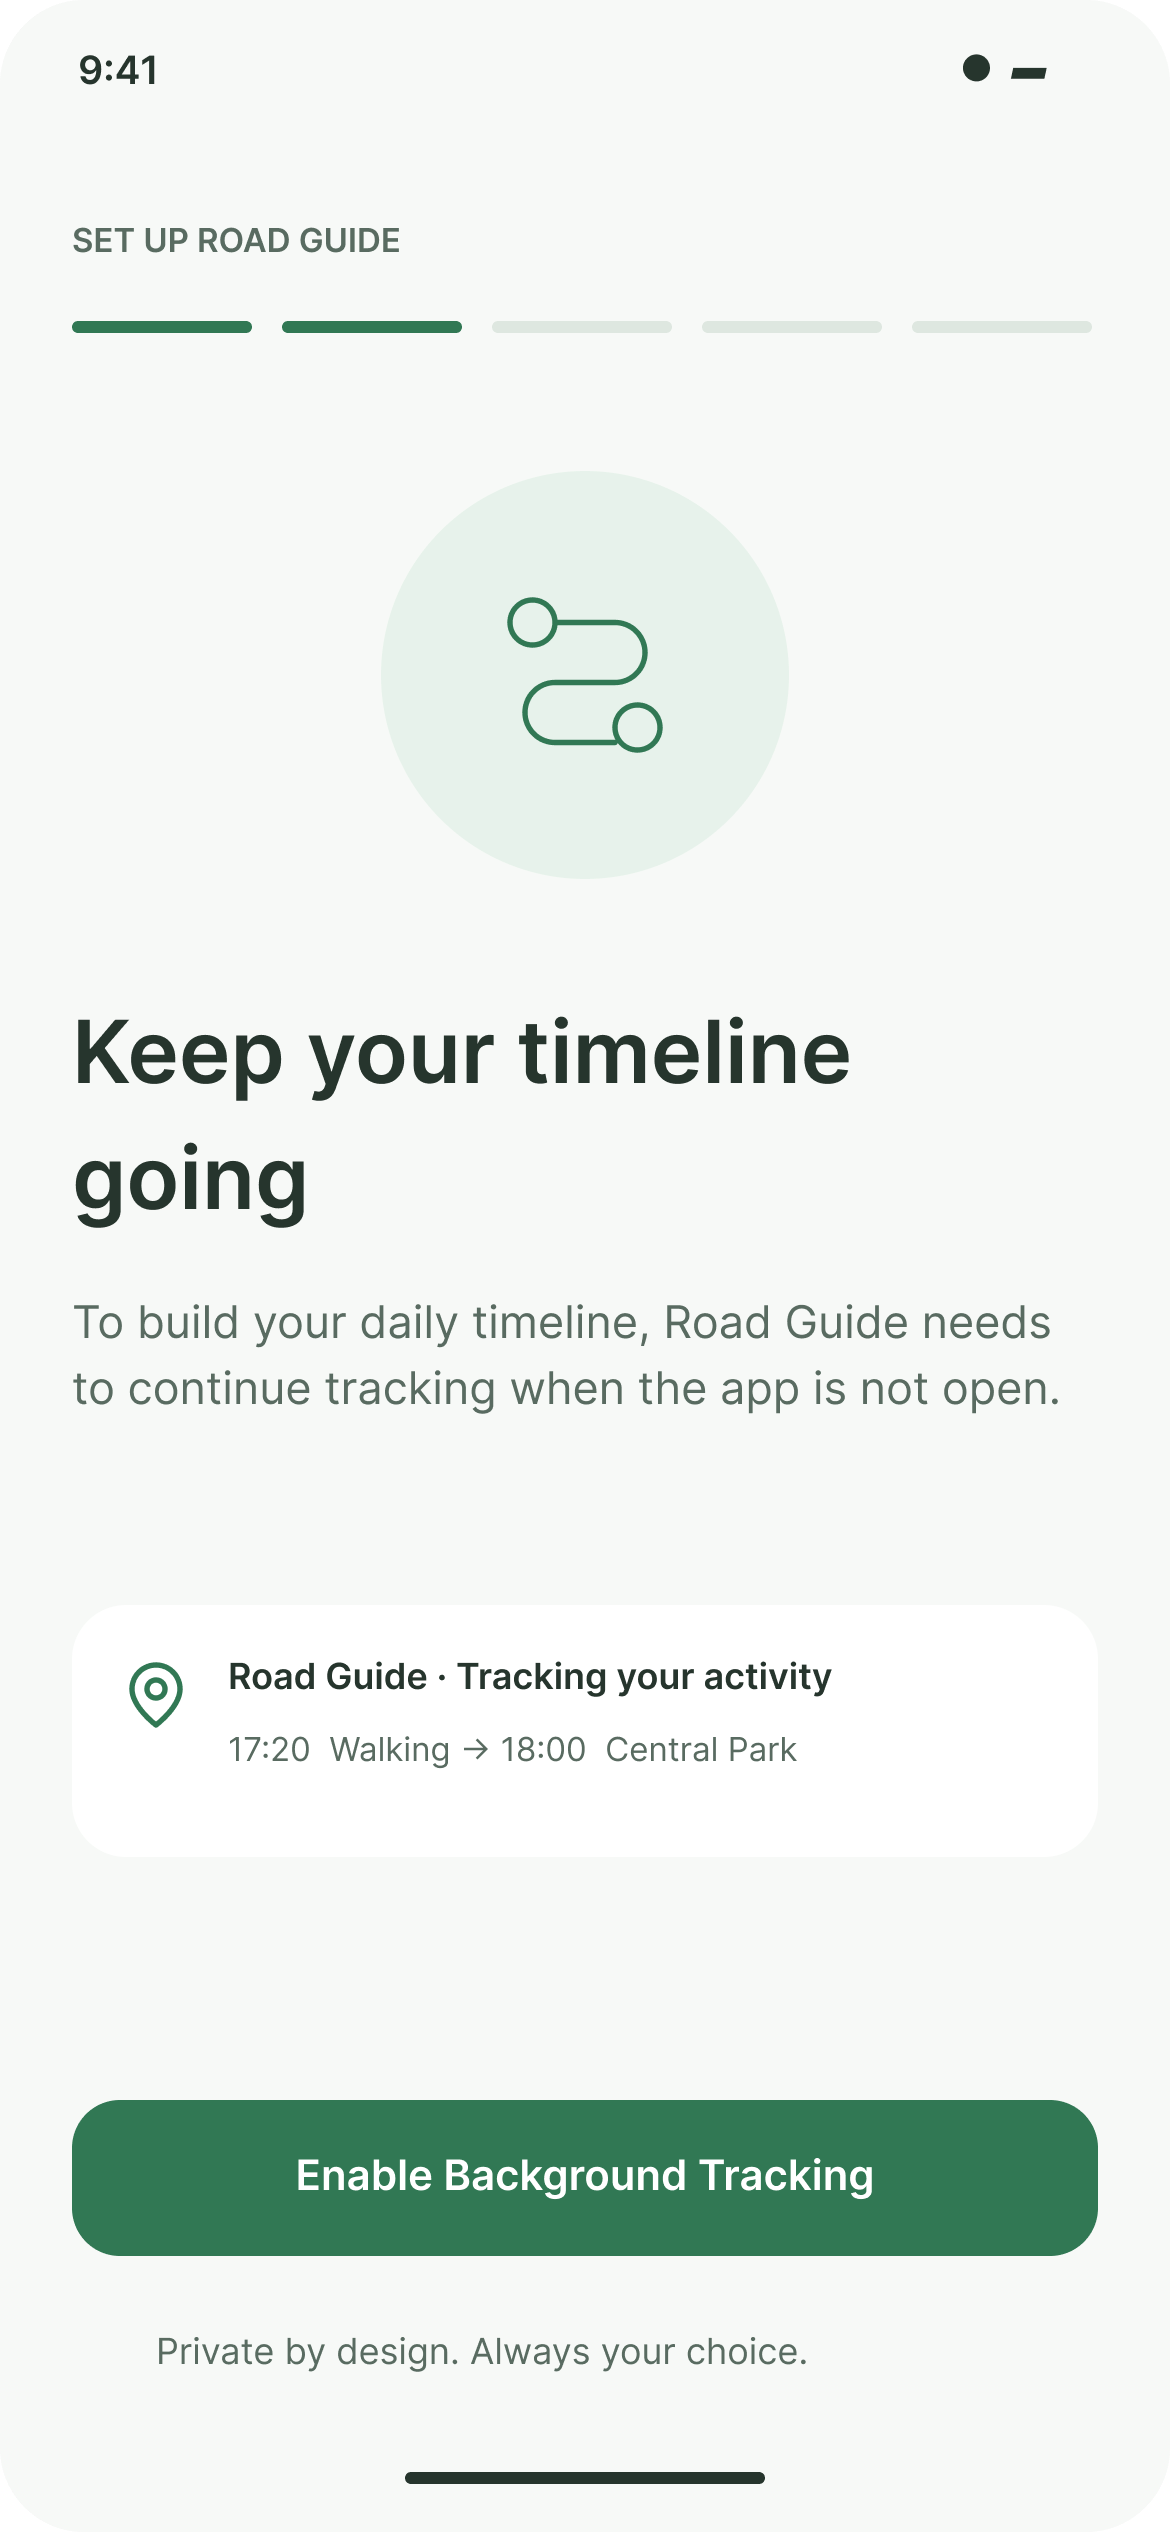 9:41
SET UP ROAD GUIDE
Keep your timeline
going
To build your daily timeline, Road Guide needs
to continue tracking when the app is not open.
Road Guide · Tracking your activity
17:20  Walking → 18:00  Central Park
Enable Background Tracking
Private by design. Always your choice.